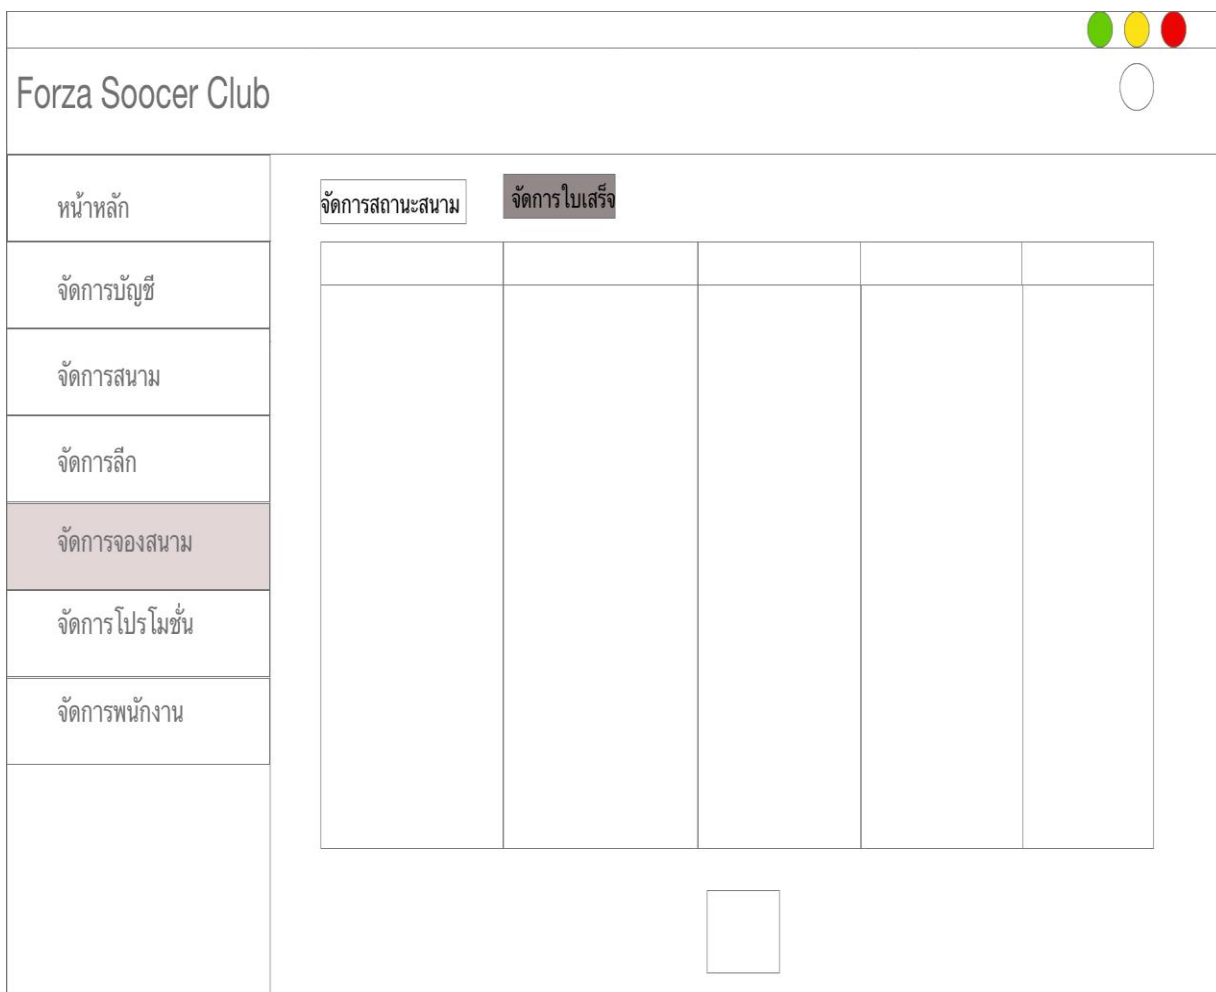 Forza Soocer Club
หน้าหลัก
จัดการบัญชี
จัดการสนาม
จัดการลีก
จัดการจองสนาม
จัดการโปรโมชั่น
จัดการพนักงาน
จัดการสถานะสนาม
จัดการใบเสร็จ